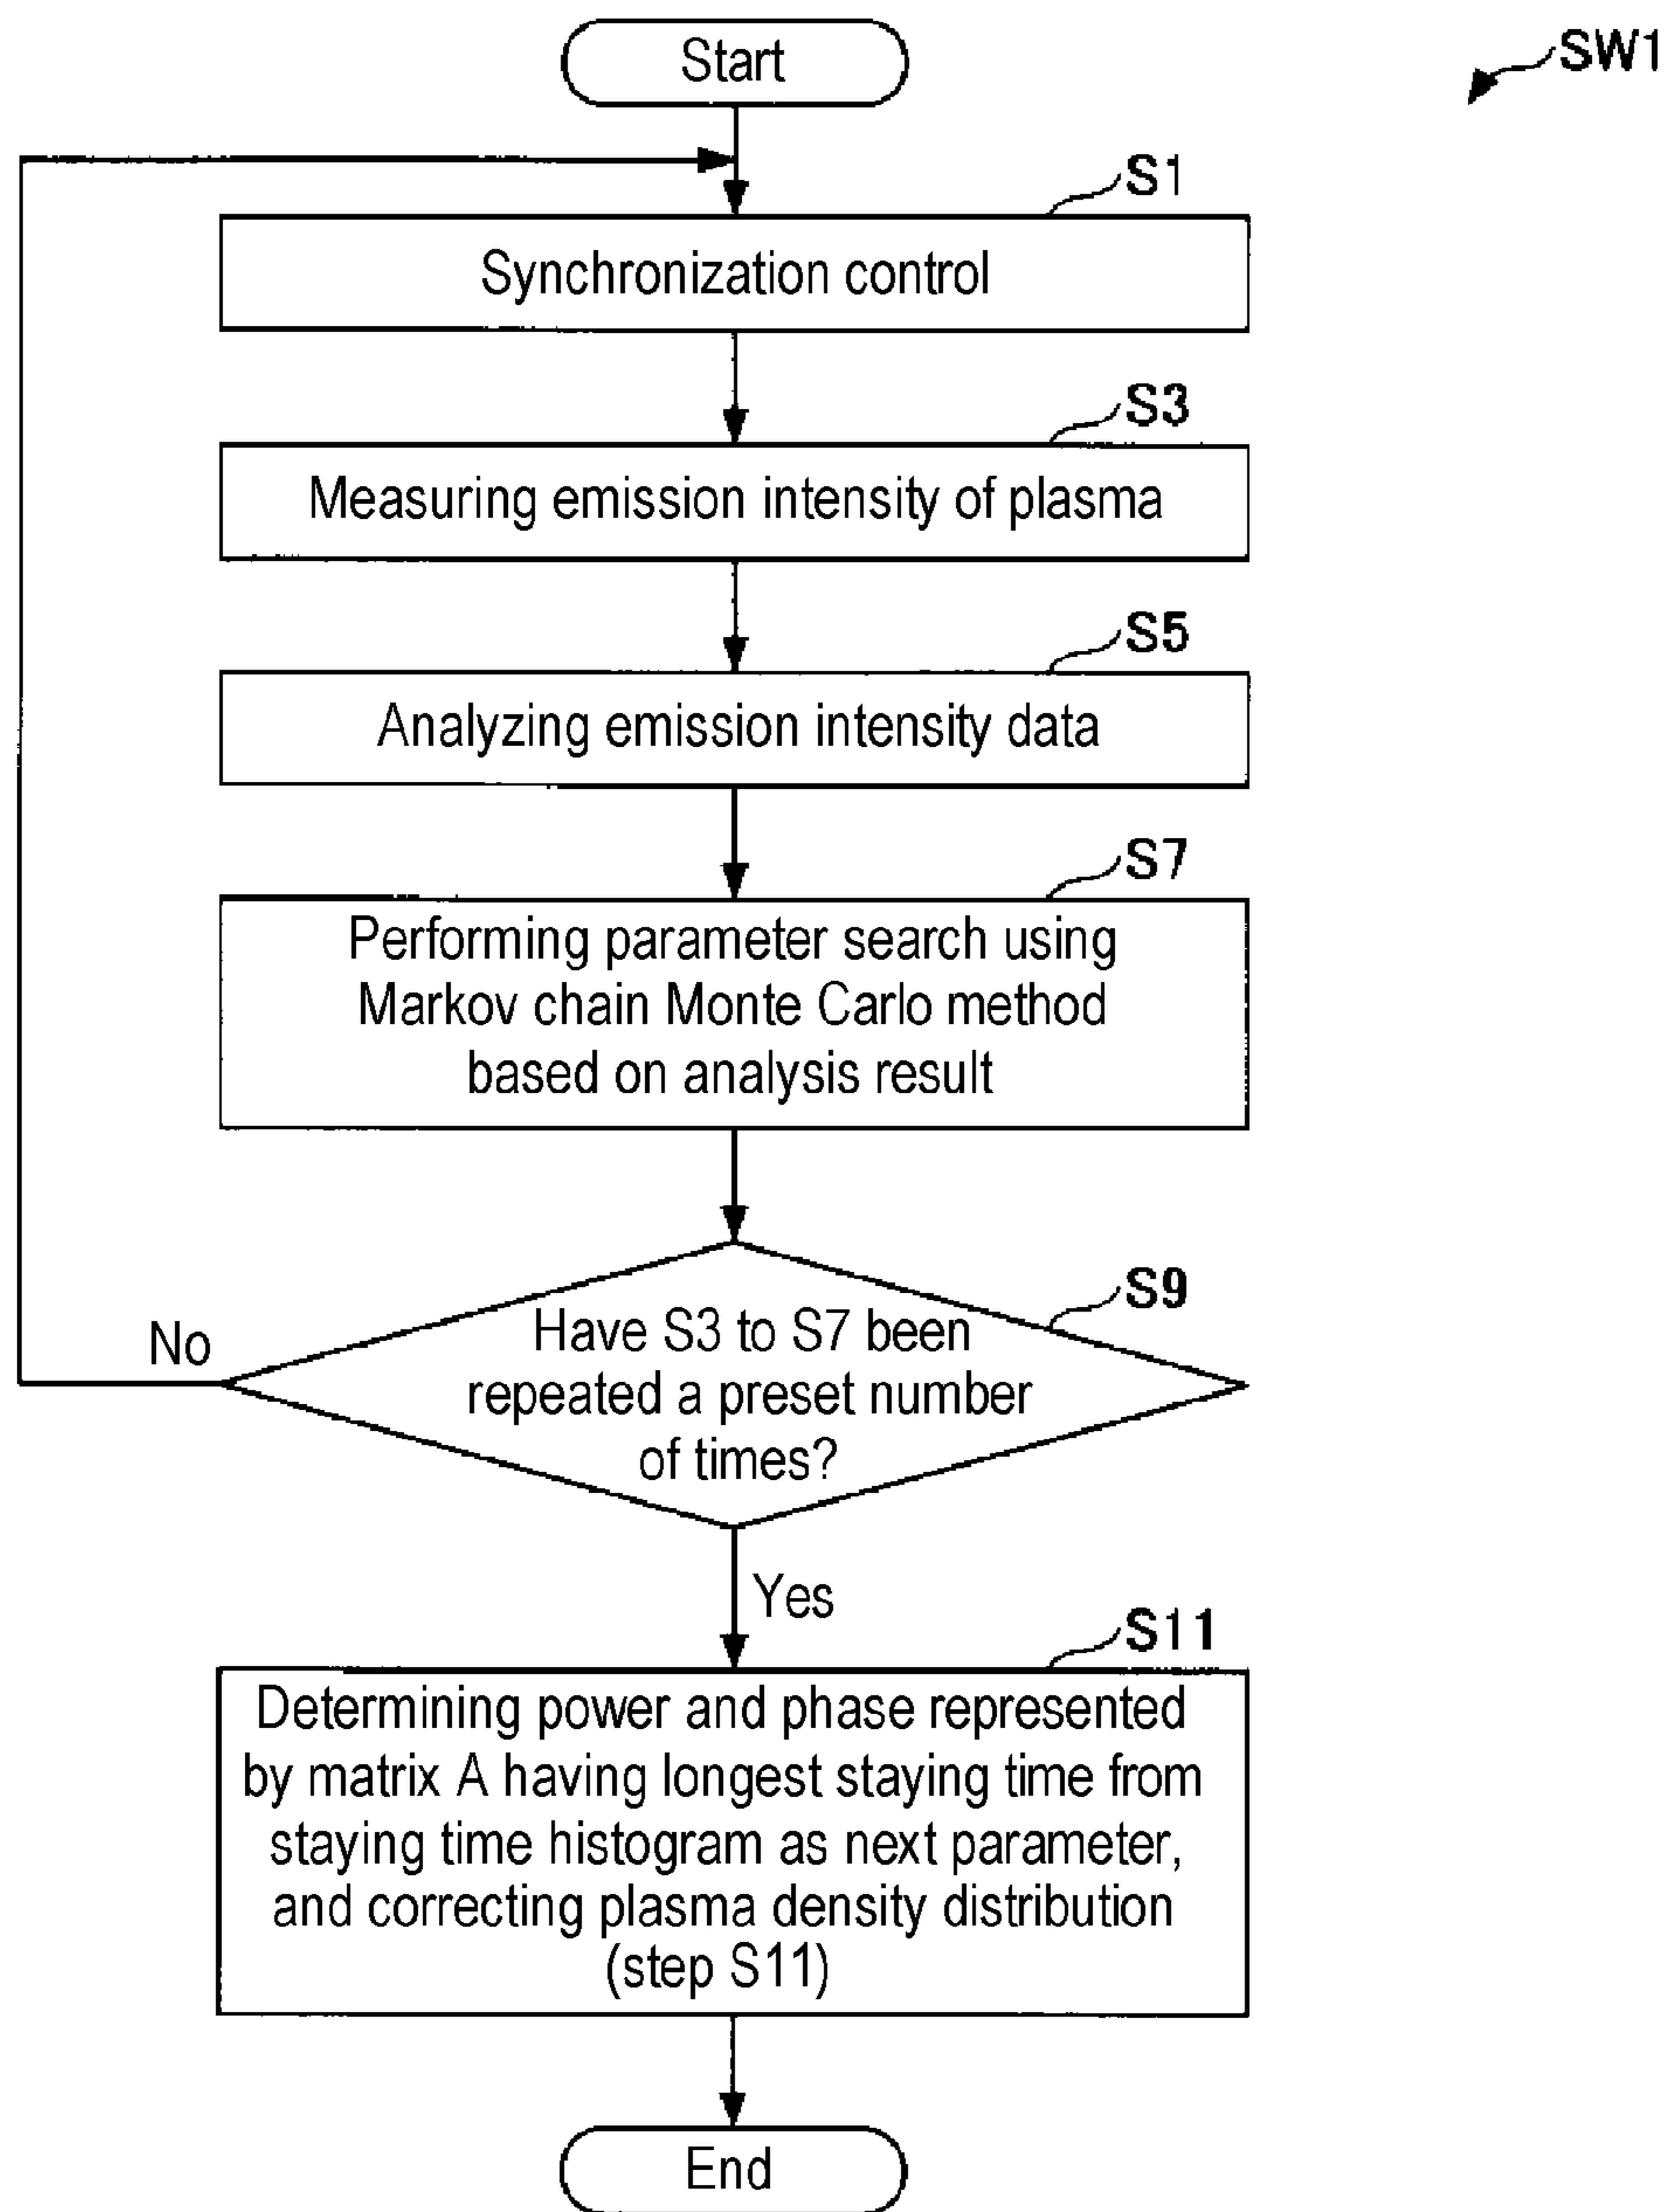 Start
SW1
S1
Synchronization control
S3
Measuring emission intensity of plasma
S5
Analyzing emission intensity data
S7
Performing parameter search using
Markov chain Monte Carlo method
based on analysis result
S9
Have S3 to S7 been
repeated a preset number
of times?
No
Yes
S11
Determining power and phase represented
by matrix A having longest staying time from
staying time histogram as next parameter,
and correcting plasma density distribution
(step S11)
End